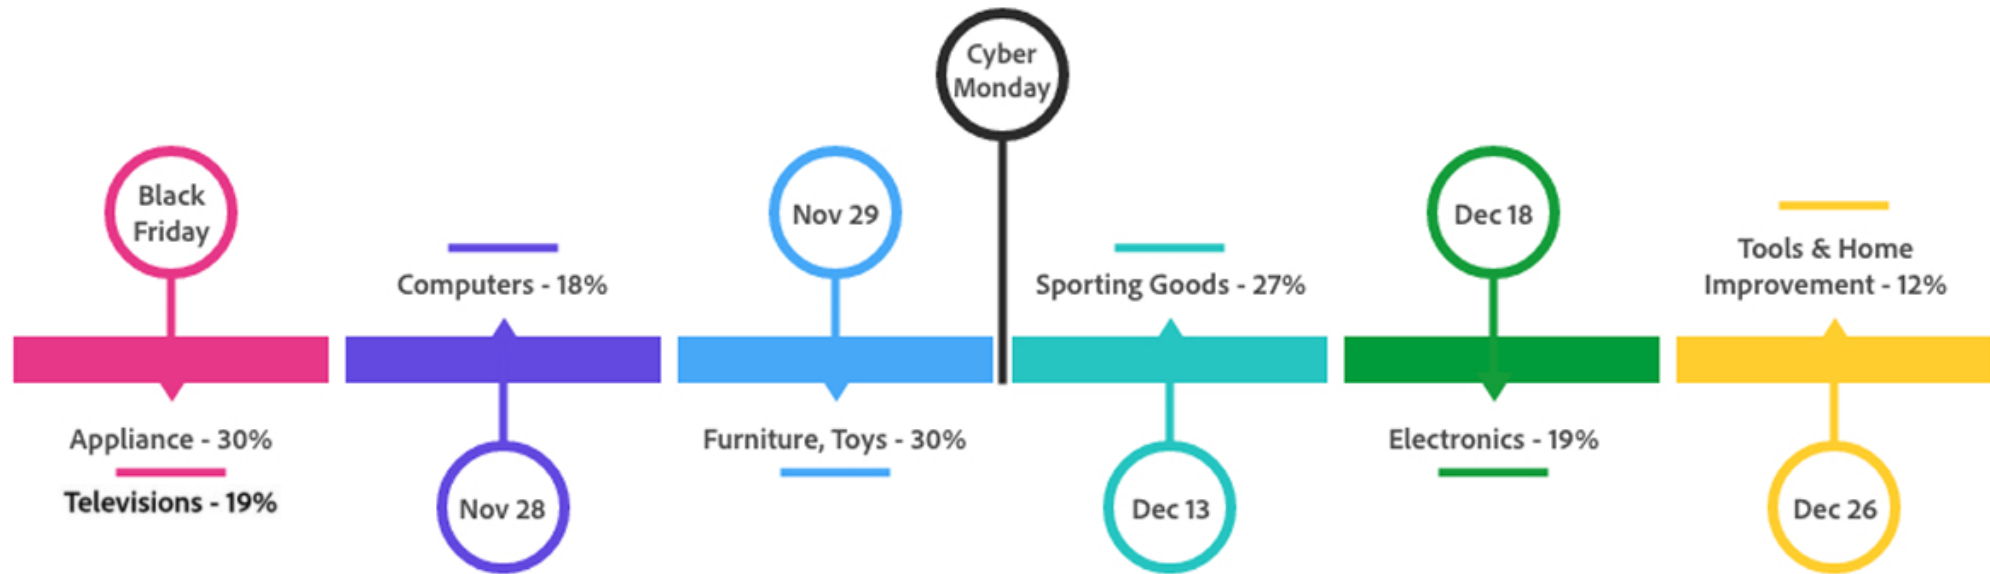 Black
Friday
Appliance - 30%
Televisions - 19%
Computers - 18%
Nov 28
Nov 29
Furniture, Toys - 30%
Cyber
Monday
Sporting Goods - 27%
Dec 13
Dec 18
Electronics - 19%
Tools & Home
Improvement - 12%
Dec 26